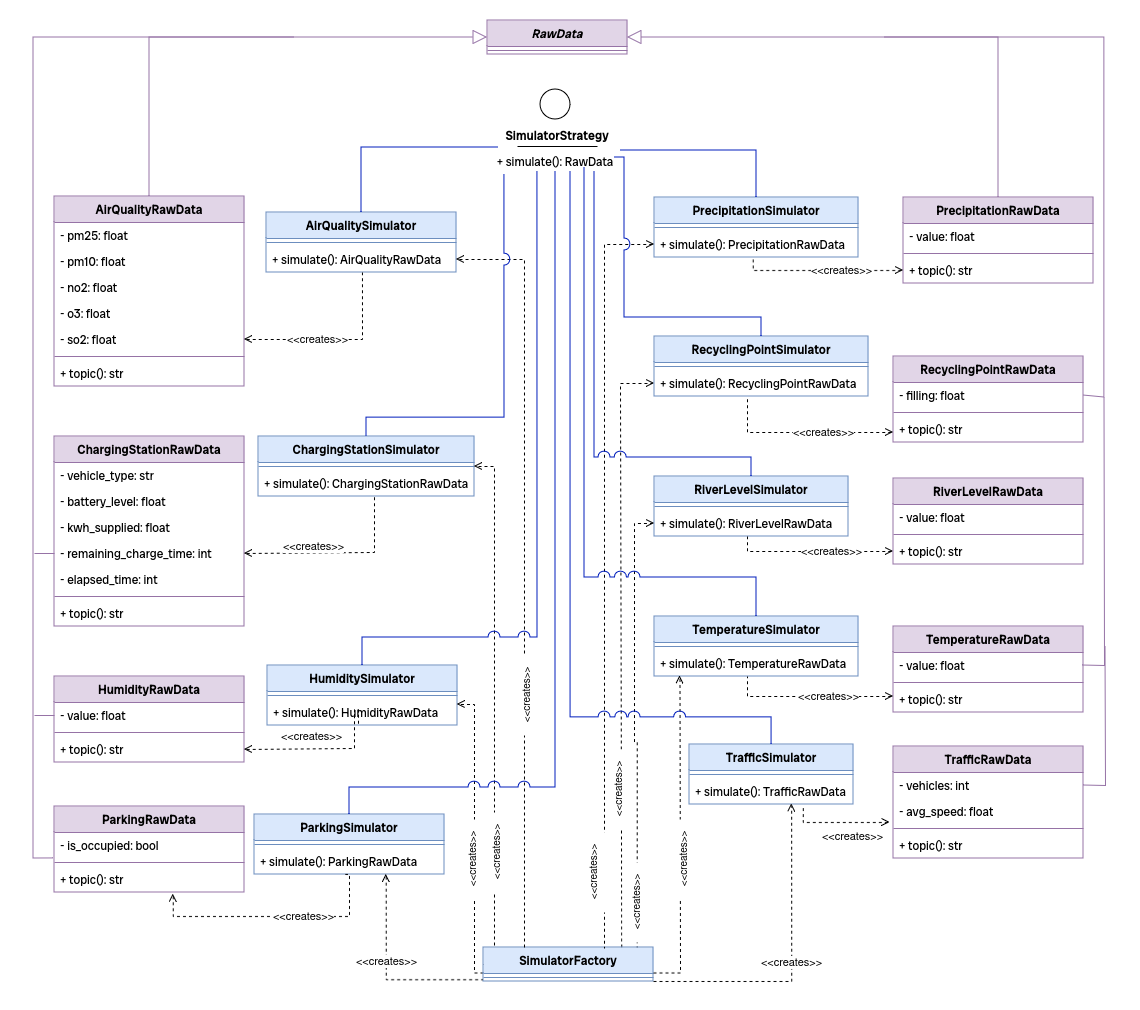 RawData
SimulatorStrategy
+ simulate(): RawData
AirQualityRawData
- pm25: float
- pm10: float
- no2: float
- o3: float
- so2: float
+ topic(): str
AirQualitySimulator
+ simulate(): AirQualityRawData
<<creates>>
PrecipitationSimulator
+ simulate(): PrecipitationRawData
<<creates>>
PrecipitationRawData
- value: float
+ topic(): str
RecyclingPointSimulator
+ simulate(): RecyclingPointRawData
<<creates>>
RecyclingPointRawData
- filling: float
+ topic(): str
ChargingStationRawData
- vehicle_type: str
- battery_level: float
- kwh_supplied: float
- remaining_charge_time: int
- elapsed_time: int
+ topic(): str
ChargingStationSimulator
+ simulate(): ChargingStationRawData
<<creates>>
RiverLevelSimulator
+ simulate(): RiverLevelRawData
<<creates>>
RiverLevelRawData
- value: float
+ topic(): str
TemperatureSimulator
+ simulate(): TemperatureRawData
<<creates>>
TemperatureRawData
- value: float
+ topic(): str
HumidityRawData
- value: float
+ topic(): str
HumiditySimulator
+ simulate(): HumidityRawData
<<creates>>
TrafficSimulator
+ simulate(): TrafficRawData
<<creates>>
TrafficRawData
- vehicles: int
- avg_speed: float
+ topic(): str
ParkingRawData
- is_occupied: bool
+ topic(): str
ParkingSimulator
+ simulate(): ParkingRawData
<<creates>>
<<creates>>
<<creates>>
<<creates>>
<<creates>>
<<creates>>
<<creates>>
<<creates>>
<<creates>>
<<creates>>
SimulatorFactory
<<creates>>